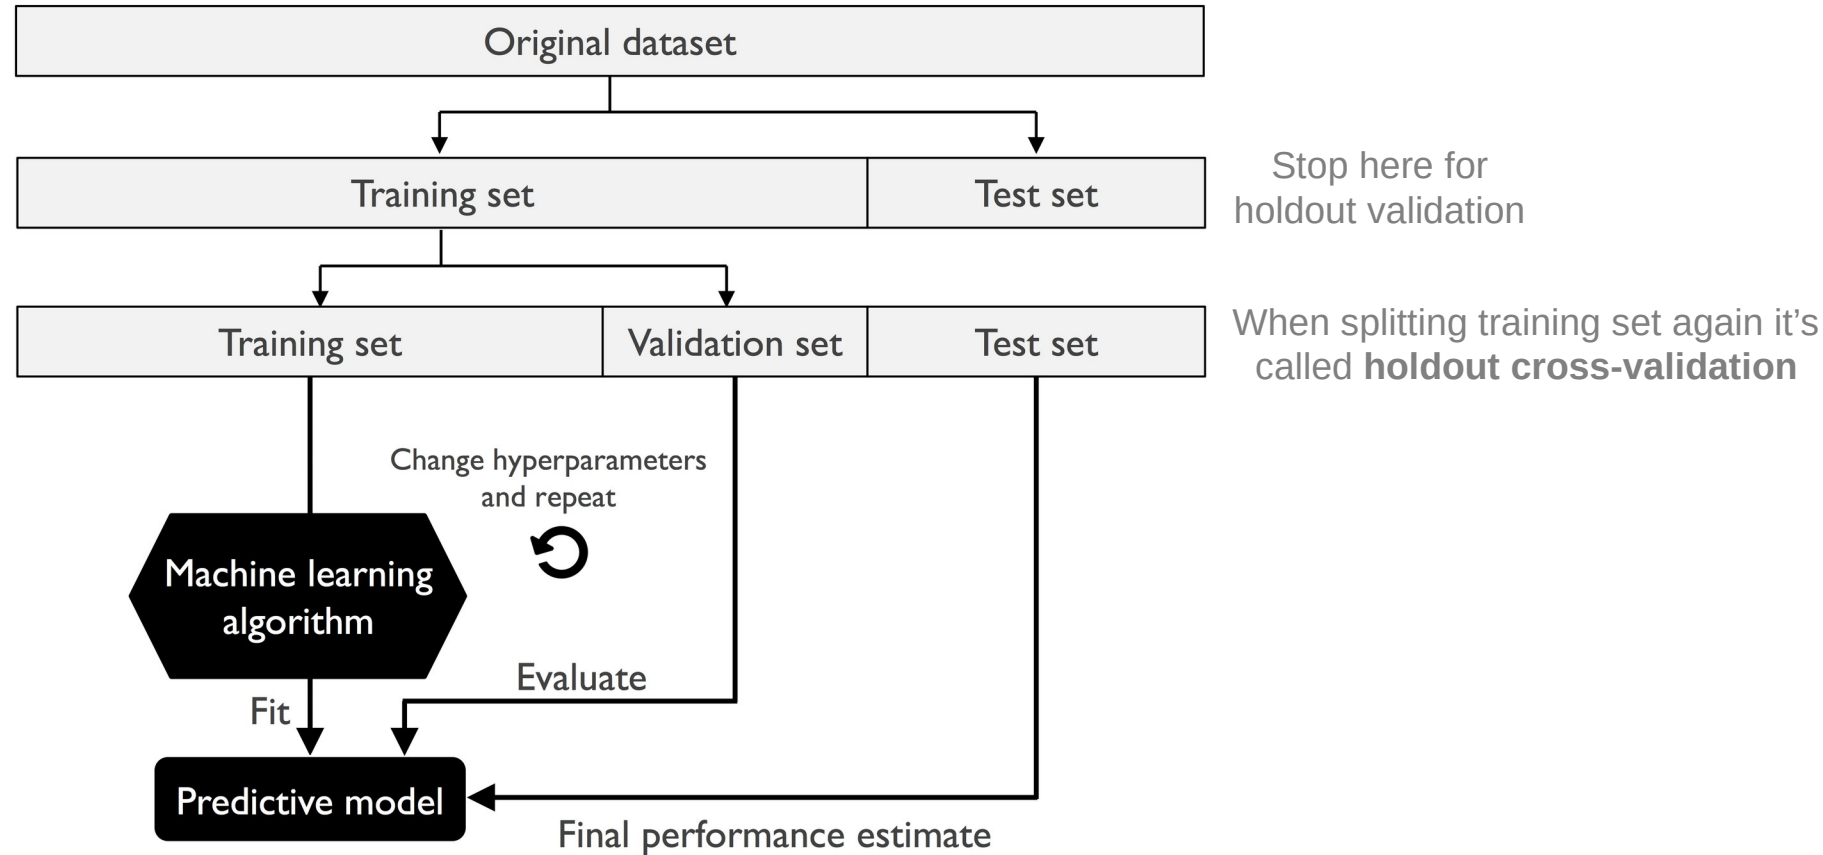 Original dataset
Training set
Test set
Stop here for
holdout validation
Training set
Validation set
Test set
When splitting training set again it’s
called holdout cross-validation
Change hyperparameters
and repeat
Machine learning
algorithm
Evaluate
Fit
Predictive model
Final performance estimate